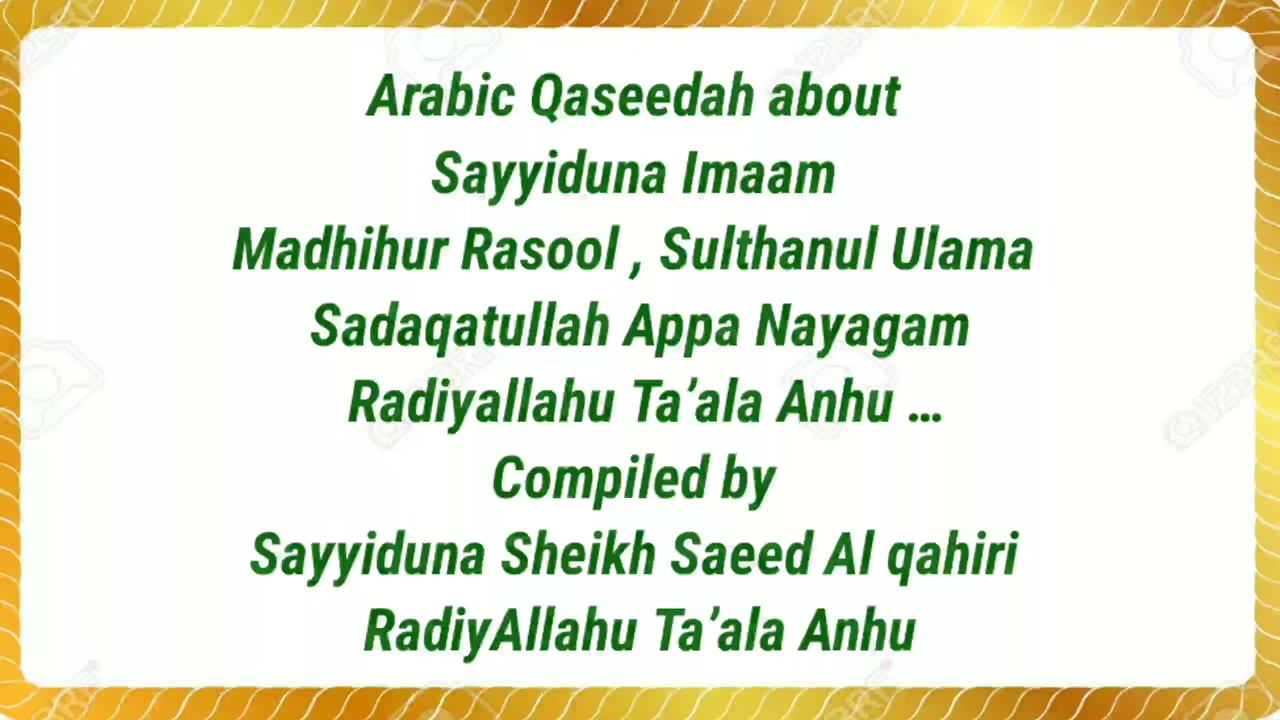 Arabic Qaseedah about
Sayyiduna Imaam
Madhihur Rasool , Sulthanul Ulama
Sadaqatullah Appa Nayagam
Radiyallahu Ta’ala Anhu ...
Compiled by
Sayyiduna Sheikh Saeed Al qahiri
RadiyAllahu Ta’ala Anhu